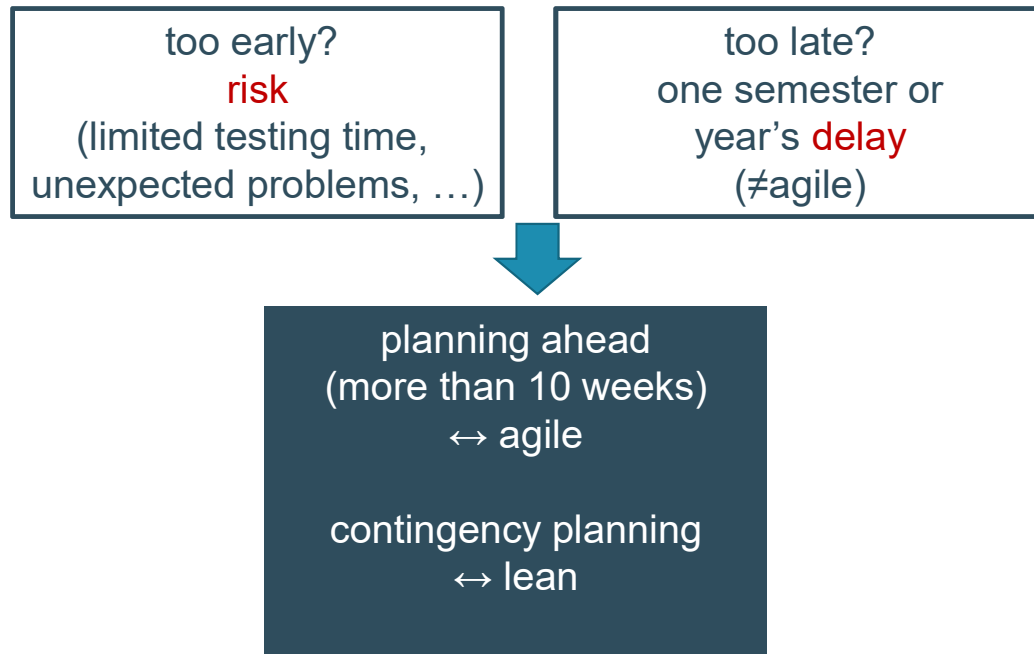 too early?
risk
(limited testing time,
unexpected problems, …)
too late?
one semester or
year’s delay
(≠agile)
planning ahead
(more than 10 weeks)
↔ agile
contingency planning
↔ lean